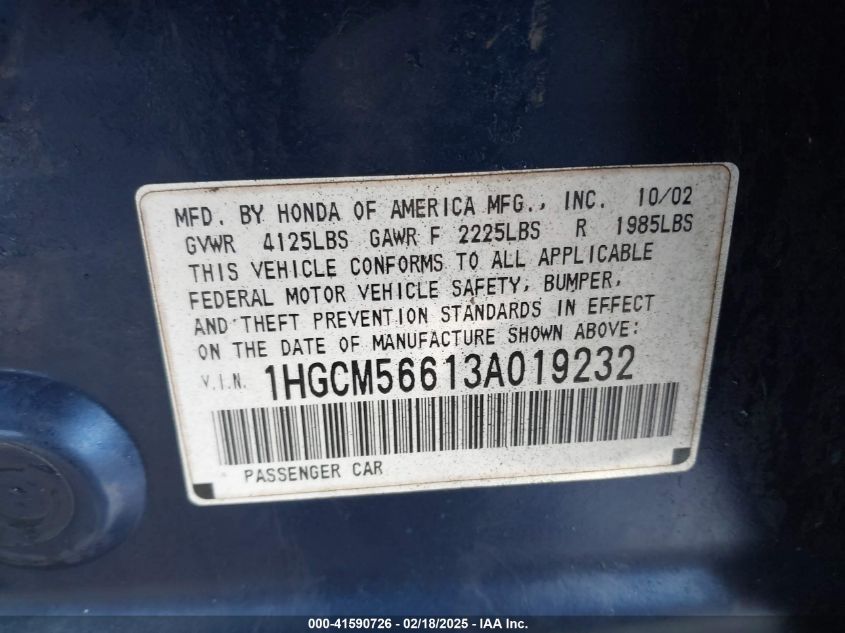 MFD. BY HONDA OF AMERICA MFG., INC. 10/02
GVWR 4125LBS GAWR F 2225LBS R 1985LBS
THIS VEHICLE CONFORMS TO ALL APPLICABLE
FEDERAL MOTOR VEHICLE SAFETY, BUMPER,
AND THEFT PREVENTION STANDARDS IN EFFECT
ON THE DATE OF MANUFACTURE SHOWN ABOVE:
V.I.N. 1HGCM56613A019232
PASSENGER CAR
000-41590726 - 02/18/2025 - IAA Inc.